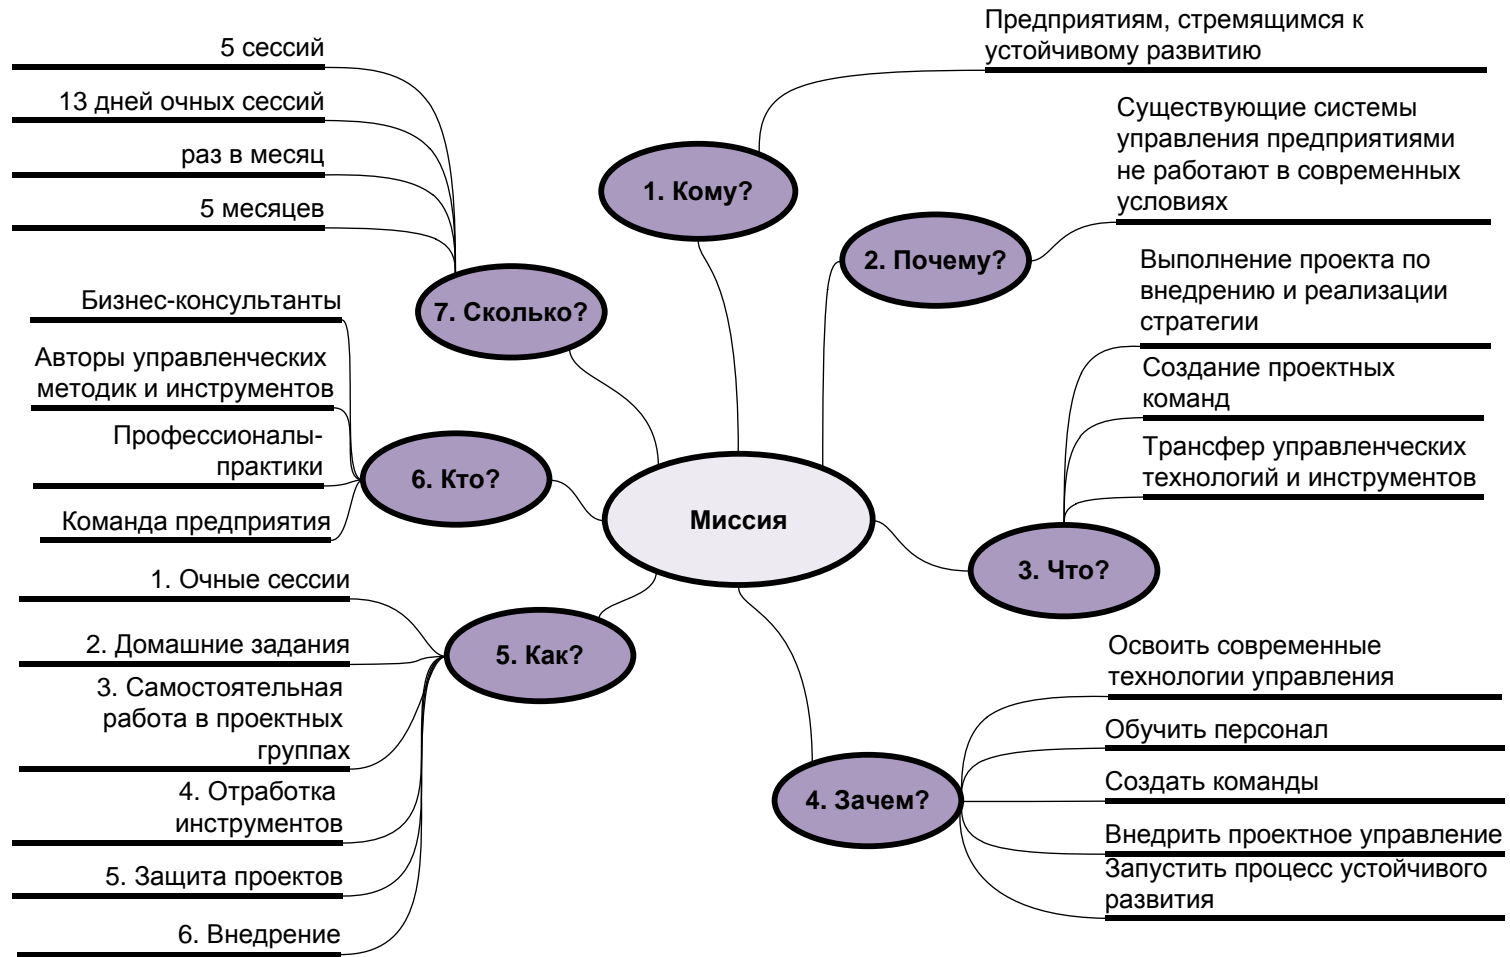 Миссия
1. Кому?
Предприятиям, стремящимся к
устойчивому развитию
2. Почему?
Существующие системы
управления предприятиями
не работают в современных
условиях
3. Что?
Выполнение проекта по
внедрению и реализации
стратегии
Создание проектных
команд
Трансфер управленческих
технологий и инструментов
4. Зачем?
Освоить современные
технологии управления
Обучить персонал
Создать команды
Внедрить проектное управление
Запустить процесс устойчивого
развития
5. Как?
1. Очные сессии
2. Домашние задания
3. Самостоятельная
работа в проектных
группах
4. Отработка
инструментов
5. Защита проектов
6. Внедрение
6. Кто?
Бизнес-консультанты
Авторы управленческих
методик и инструментов
Профессионалы-
практики
Команда предприятия
7. Сколько?
5 сессий
13 дней очных сессий
раз в месяц
5 месяцев